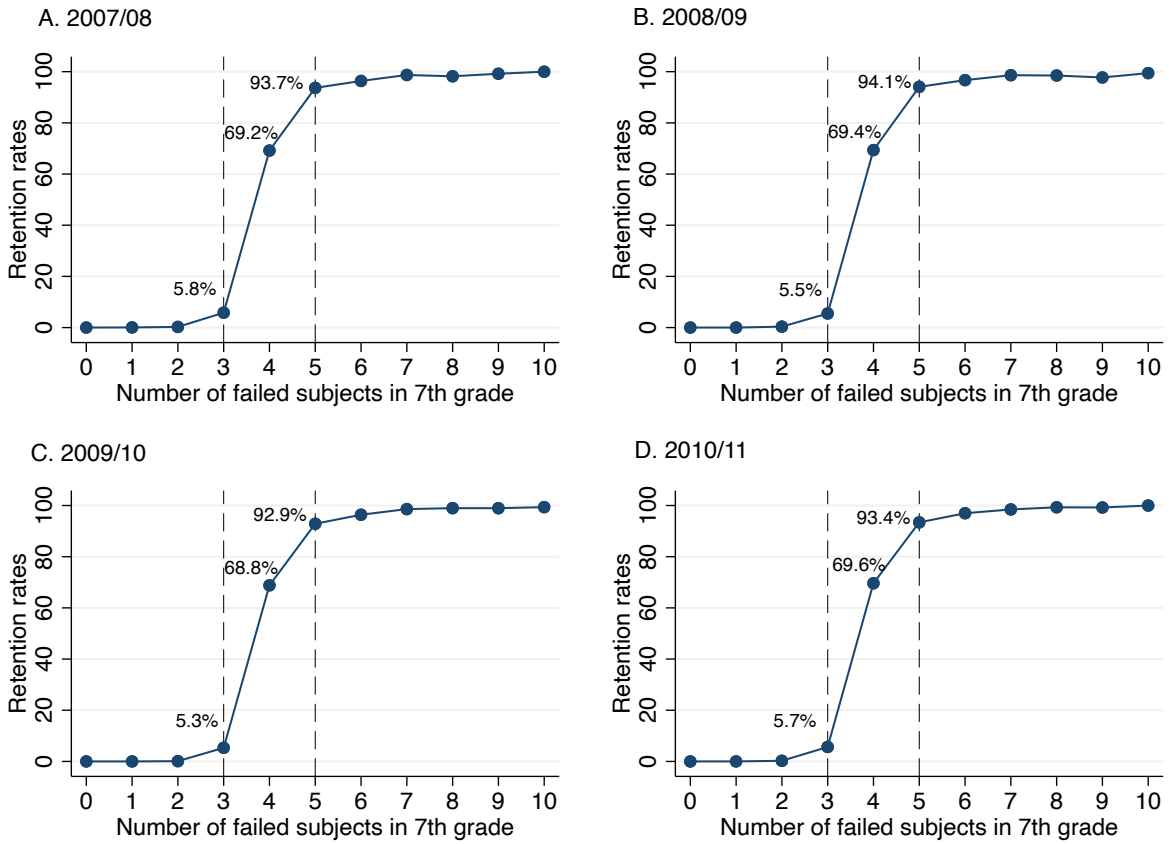 A. 2007/08
Retention rates
0
20
40
60
80
100
5.8%
69.2%
93.7%
0 1 2 3 4 5 6 7 8 9 10
Number of failed subjects in 7th grade
B. 2008/09
Retention rates
0
20
40
60
80
100
5.5%
69.4%
94.1%
0 1 2 3 4 5 6 7 8 9 10
Number of failed subjects in 7th grade
C. 2009/10
Retention rates
0
20
40
60
80
100
5.3%
68.8%
92.9%
0 1 2 3 4 5 6 7 8 9 10
Number of failed subjects in 7th grade
D. 2010/11
Retention rates
0
20
40
60
80
100
5.7%
69.6%
93.4%
0 1 2 3 4 5 6 7 8 9 10
Number of failed subjects in 7th grade